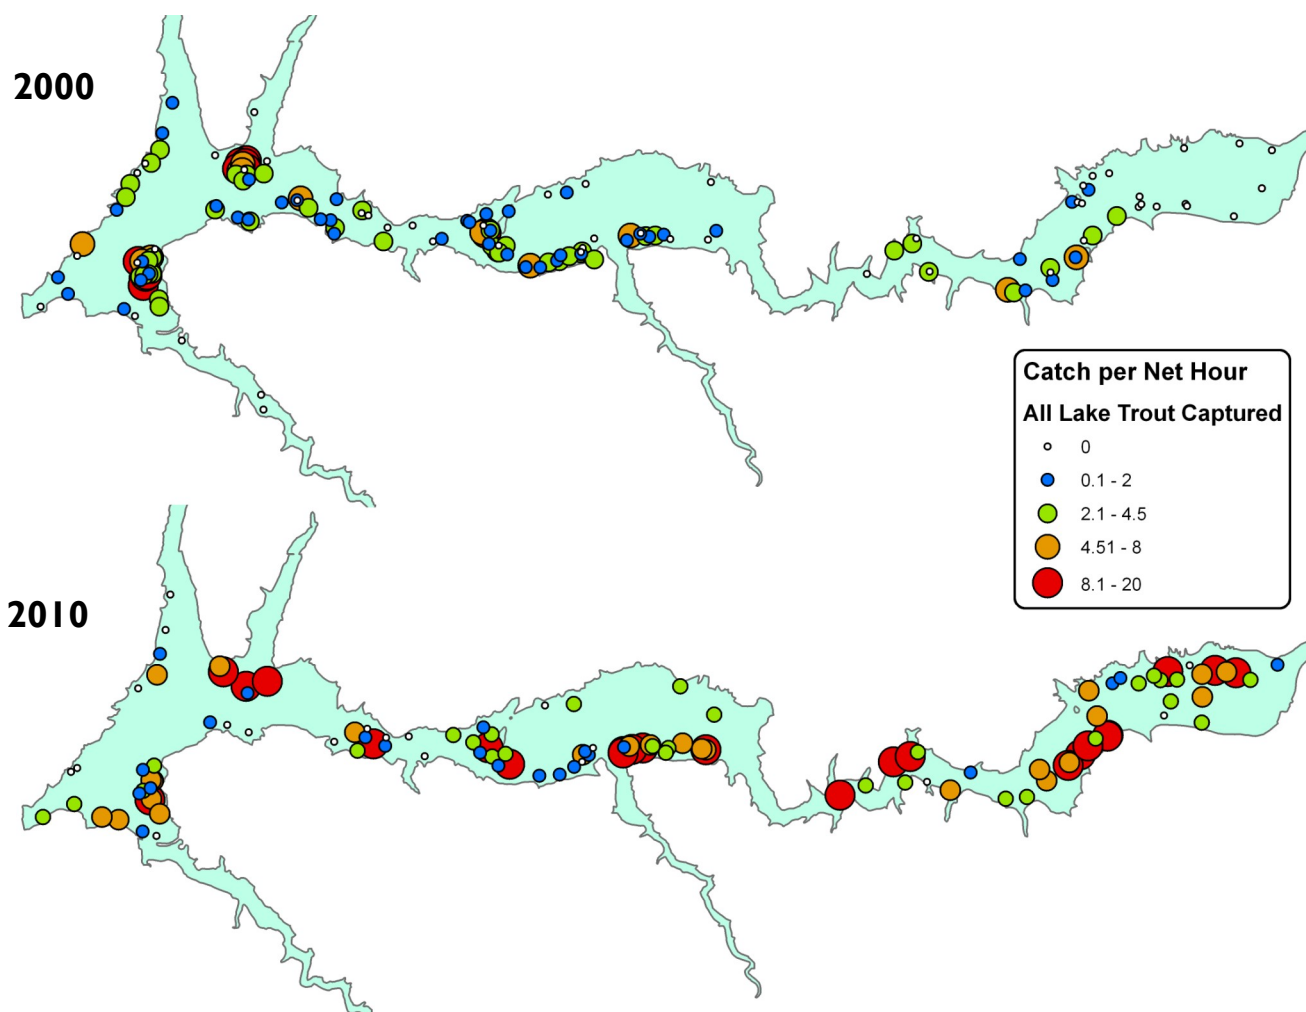 2000
Catch per Net Hour
All Lake Trout Captured
0
0.1 - 2
2.1 - 4.5
4.51 - 8
8.1 - 20
2010